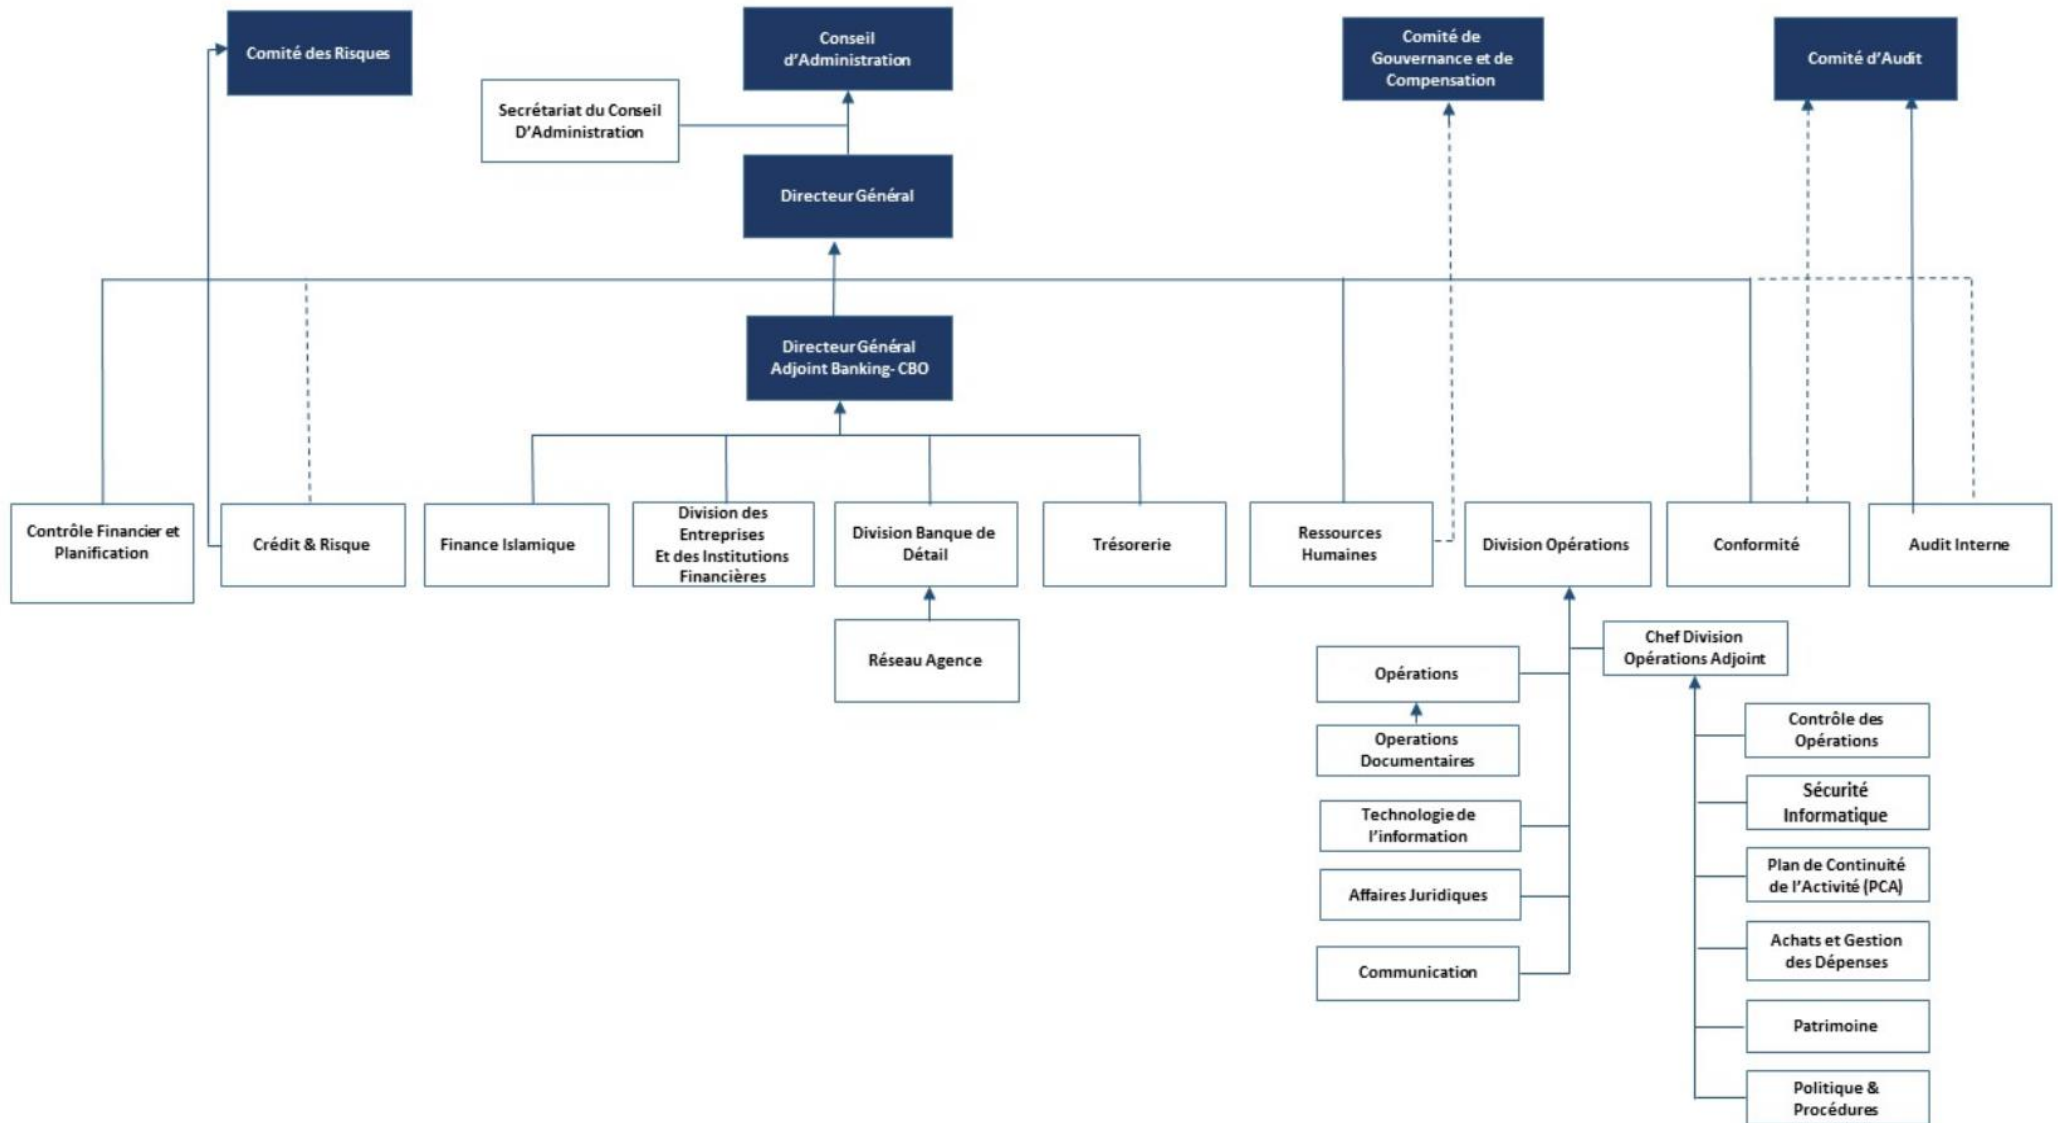 Comité des Risques
Conseil
d'Administration
Comité de
Gouvernance et de
Compensation
Comité d'Audit
Secrétariat du Conseil
D'Administration
Directeur Général
Directeur Général
Adjoint Banking- CBO
Contrôle Financier et
Planification
Crédit & Risque
Finance Islamique
Division des
Entreprises
Et des Institutions
Financières
Division Banque de
Détail
Trésorerie
Ressources
Humaines
Division Opérations
Conformité
Audit Interne
Réseau Agence
Chef Division
Opérations Adjoint
Opérations
Operations
Documentaires
Technologie de
l'information
Affaires Juridiques
Communication
Contrôle des
Opérations
Sécurité
Informatique
Plan de Continuité
de l'Activité (PCA)
Achats et Gestion
des Dépenses
Patrimoine
Politique &
Procédures